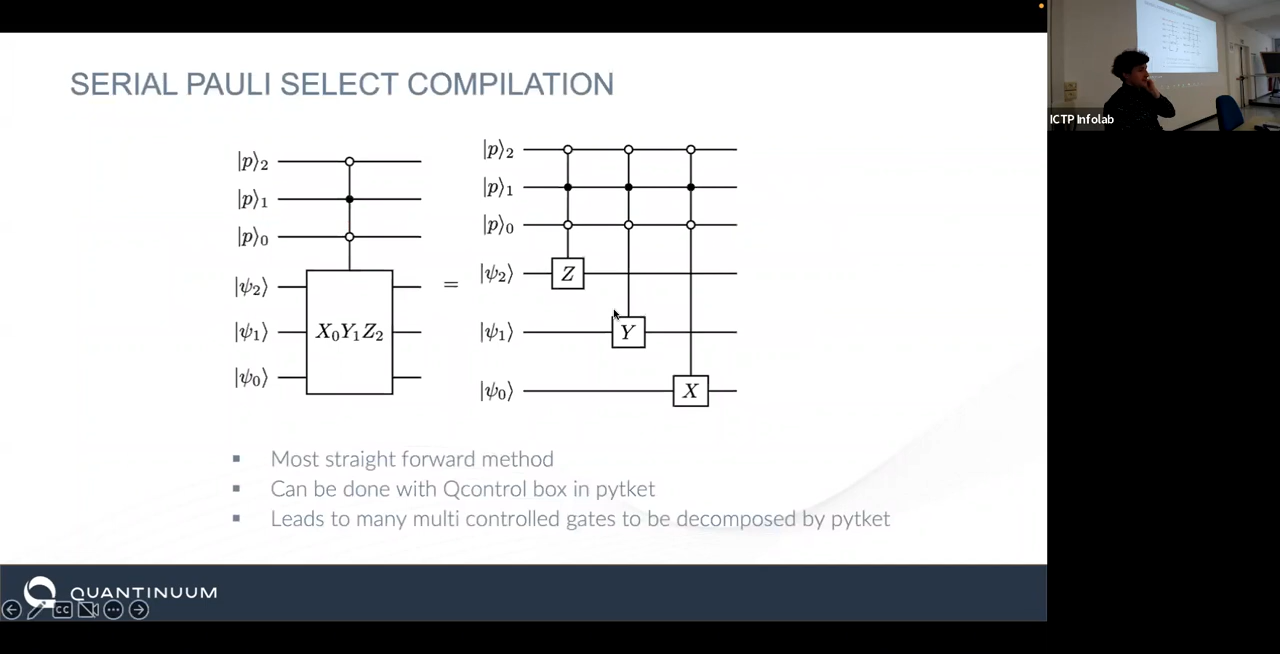 SERIAL PAULI SELECT COMPILATION
|p⟩₂
|p⟩₁
|p⟩₀
|ψ₂⟩
|ψ₁⟩
|ψ₀⟩
X₀Y₁Z₂
=
|p⟩₂
|p⟩₁
|p⟩₀
|ψ₂⟩ Z
|ψ₁⟩ Y
|ψ₀⟩ X
▪ Most straight forward method
▪ Can be done with Qcontrol box in pytket
▪ Leads to many multi controlled gates to be decomposed by pytket
QUANTINUUM
CC
ICTP Infolab